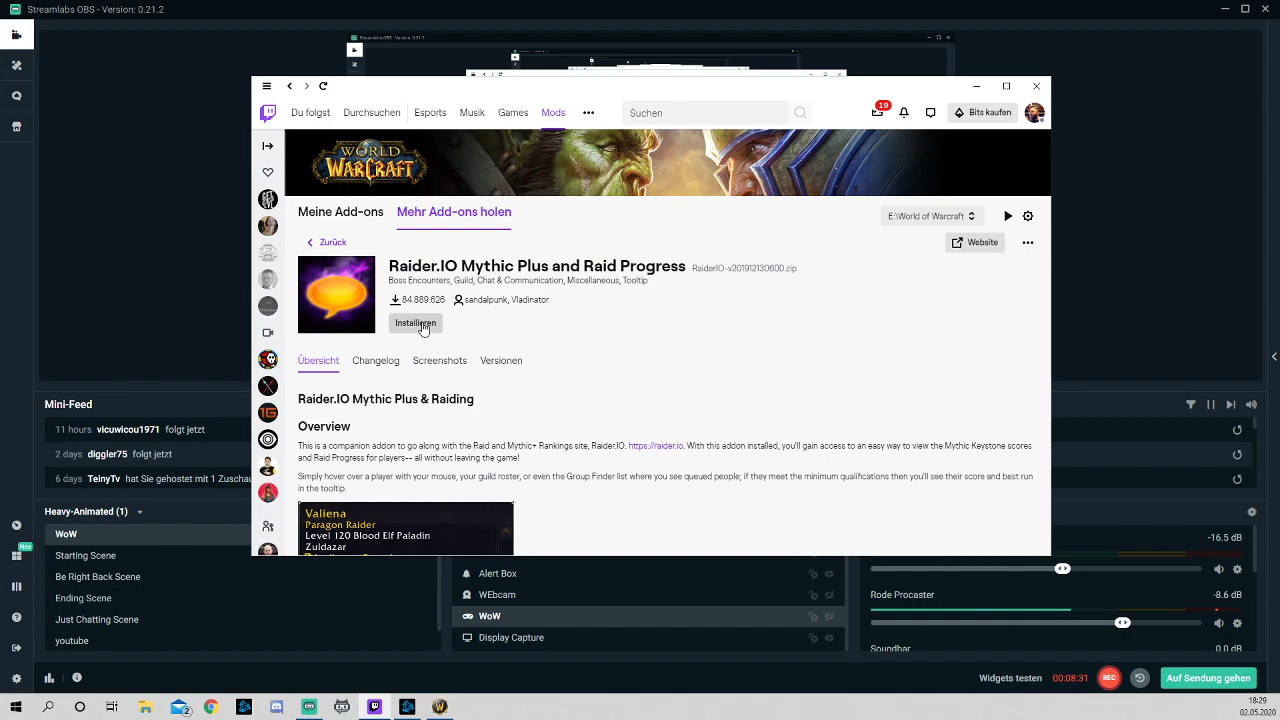 Streamlabs OBS - Version: 0.21.2
Du folgst
Durchsuchen
Esports
Musik
Games
Mods
Suchen
19
Bits kaufen
WORLD
WARCRAFT
Meine Add-ons
Mehr Add-ons holen
E:\World of Warcraft
Zurück
Website
Raider.IO Mythic Plus and Raid Progress
RaiderIO-v201912130600.zip
Boss Encounters, Guild, Chat & Communication, Miscellaneous, Tooltip
84.889.626
sandalpunk, Vladinator
Installieren
Übersicht
Changelog
Screenshots
Versionen
Raider.IO Mythic Plus & Raiding
Overview
This is a companion addon to go along with the Raid and Mythic+ Rankings site, Raider.IO: https://raider.io. With this addon installed, you'll gain access to an easy way to view the Mythic Keystone scores
and Raid Progress for players-- all without leaving the game!
Simply hover over a player with your mouse, your guild roster, or even the Group Finder list where you see queued people; if they meet the minimum qualifications then you'll see their score and best run
in the tooltip.
Valiena
Paragon Raider
Level 120 Blood Elf Paladin
Zuldazar
Mini-Feed
11 hours vicuwicou1971 folgt jetzt
2 days diggler75 folgt jetzt
6 days TeinyTv hat Sie gehostet mit 1 Zuschau
Heavy-Animated (1)
WoW
Starting Scene
Be Right Back Scene
Ending Scene
Just Chatting Scene
youtube
Neu
Alert Box
WEbcam
WoW
Display Capture
-16.5 dB
Rode Procaster
-8.6 dB
Soundbar
0.0 dB
Widgets testen
00:08:31
REC
Auf Sendung gehen
2
18:29
02.05.2020